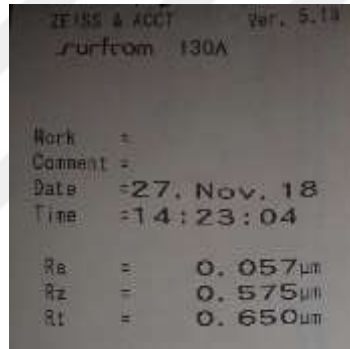 ZEISS & ACCT Ver. 5.10
surfcom 130A
Work =
Comment =
Date =27. Nov. 18
Time =14:23:04
Ra = 0.057µm
Rz = 0.575µm
Rt = 0.650µm